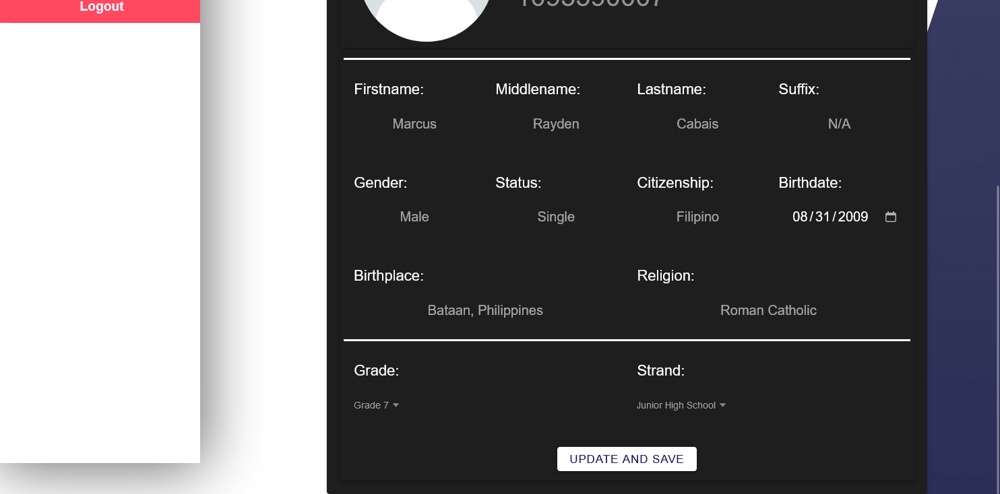 Logout
Firstname: Middlename: Lastname: Suffix:
Marcus Rayden Cabais N/A
Gender: Status: Citizenship: Birthdate:
Male Single Filipino 08/31/2009
Birthplace: Religion:
Bataan, Philippines Roman Catholic
Grade: Strand:
Grade 7 Junior High School
UPDATE AND SAVE